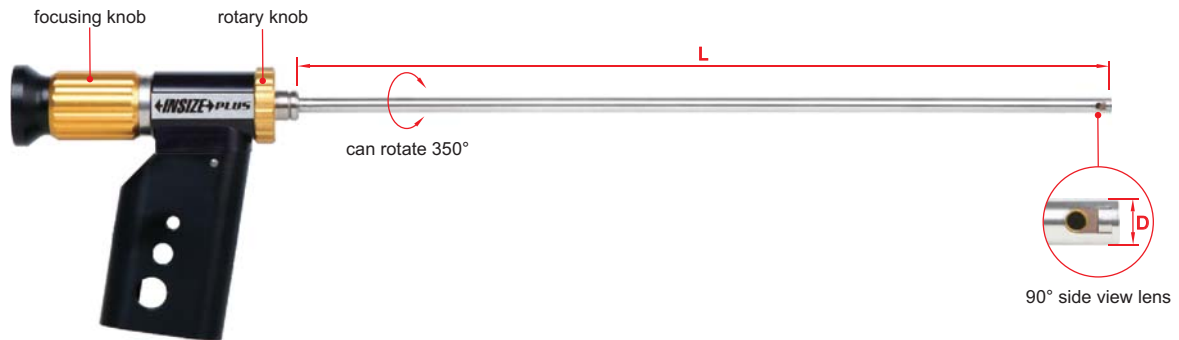 focusing knob
rotary knob
L
INSIZE PLUS
can rotate 350°
D
90° side view lens